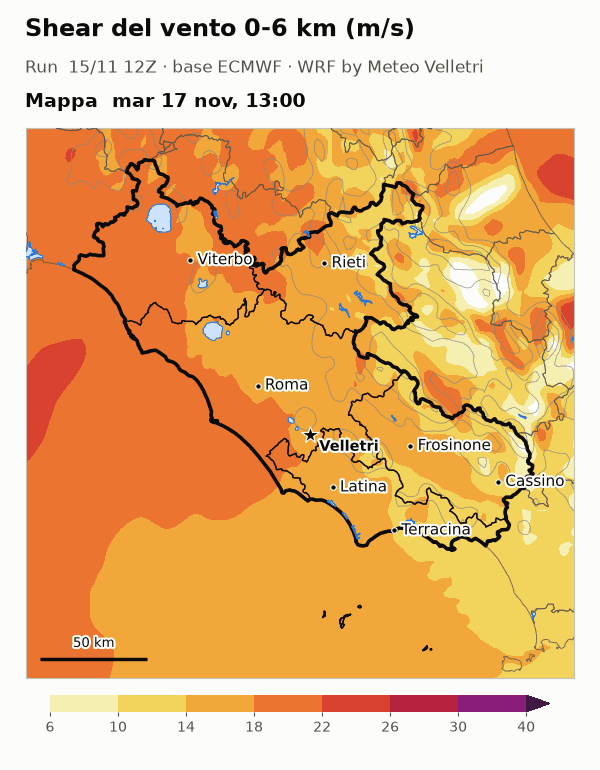 Shear del vento 0-6 km (m/s)
Run  15/11 12Z · base ECMWF · WRF by Meteo Velletri
Mappa  mar 17 nov, 13:00
Viterbo
Rieti
Roma
Velletri
Frosinone
Cassino
Latina
Terracina
50 km
6 10 14 18 22 26 30 40